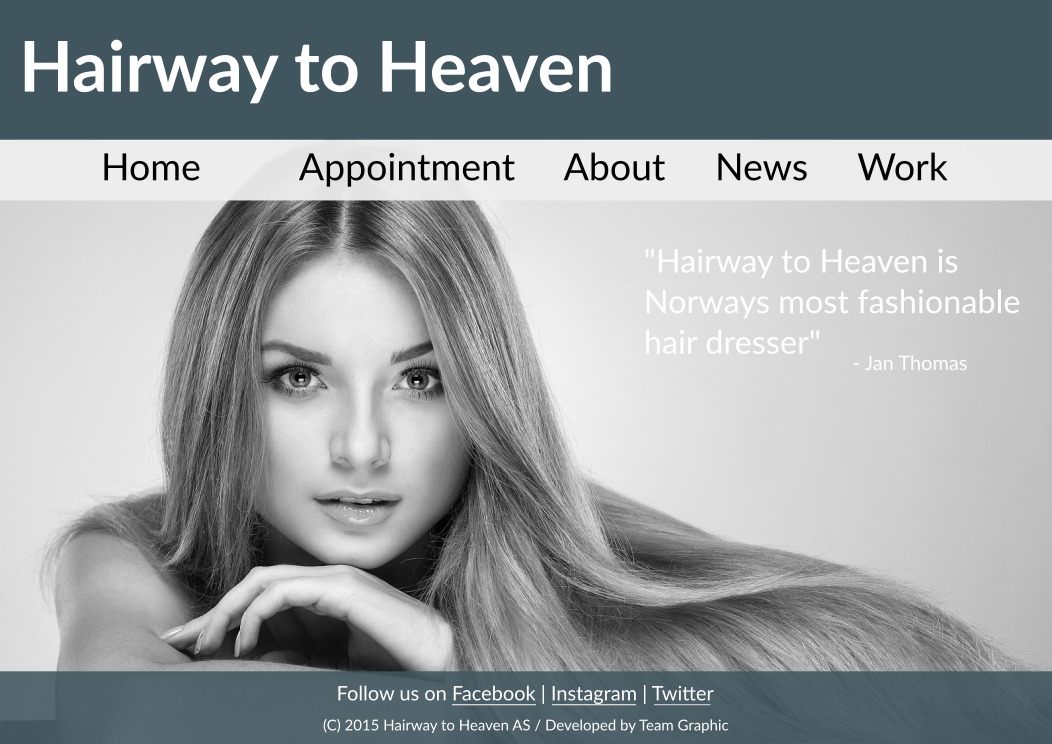 Hairway to Heaven
Home Appointment About News Work
"Hairway to Heaven is
Norways most fashionable
hair dresser"
- Jan Thomas
Follow us on Facebook | Instagram | Twitter
(C) 2015 Hairway to Heaven AS / Developed by Team Graphic